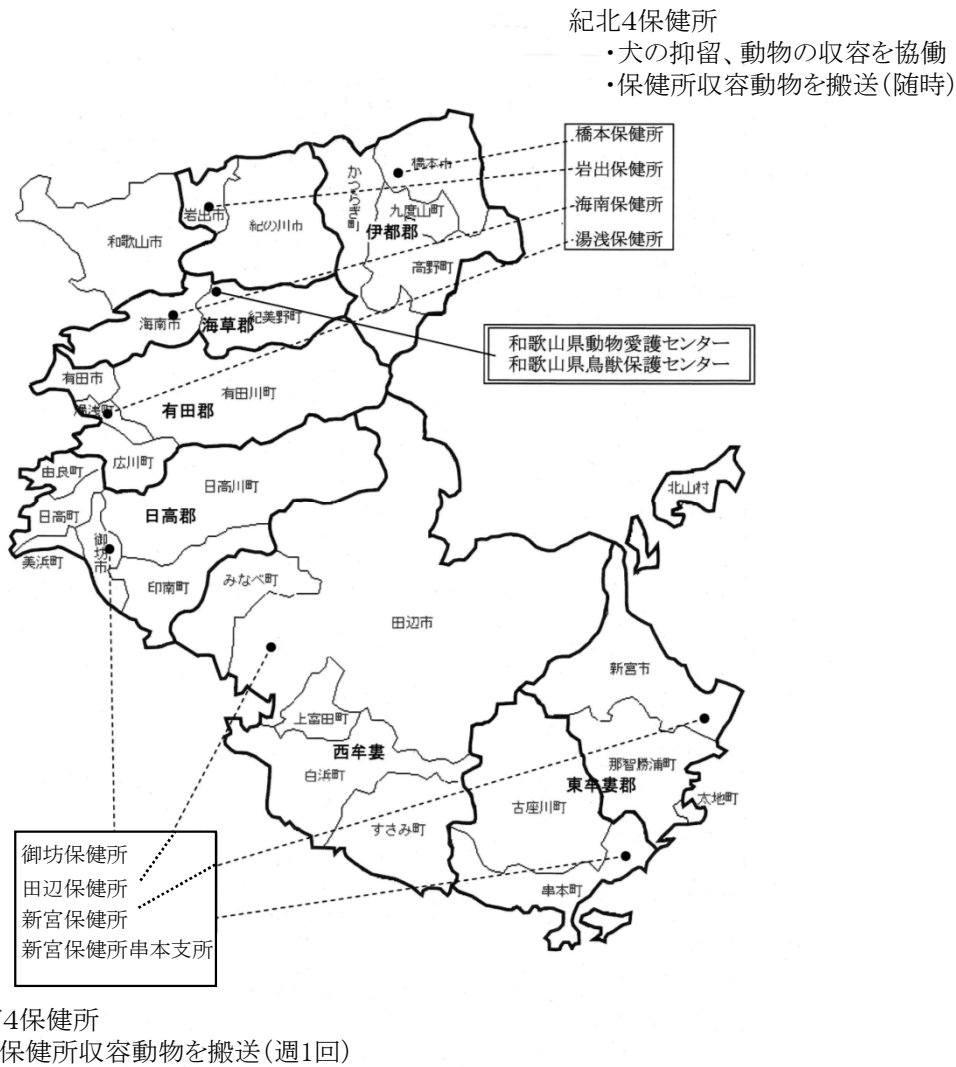 紀北4保健所
・犬の抑留、動物の収容を協働
・保健所収容動物を搬送(随時)
橋本保健所
岩出保健所
海南保健所
湯浅保健所
橋本市
かつらぎ町
岩出市
九度山町
紀の川市
伊都郡
和歌山市
高野町
海南市
海草郡
紀美野町
和歌山県動物愛護センター
和歌山県鳥獣保護センター
有田市
有田川町
湯浅町
有田郡
広川町
由良町
日高川町
北山村
日高町
日高郡
御坊市
美浜町
印南町
みなべ町
田辺市
新宮市
上富田町
西牟婁
白浜町
那智勝浦町
東牟婁郡
太地町
古座川町
すさみ町
串本町
御坊保健所
田辺保健所
新宮保健所
新宮保健所串本支所
4保健所
保健所収容動物を搬送(週1回)